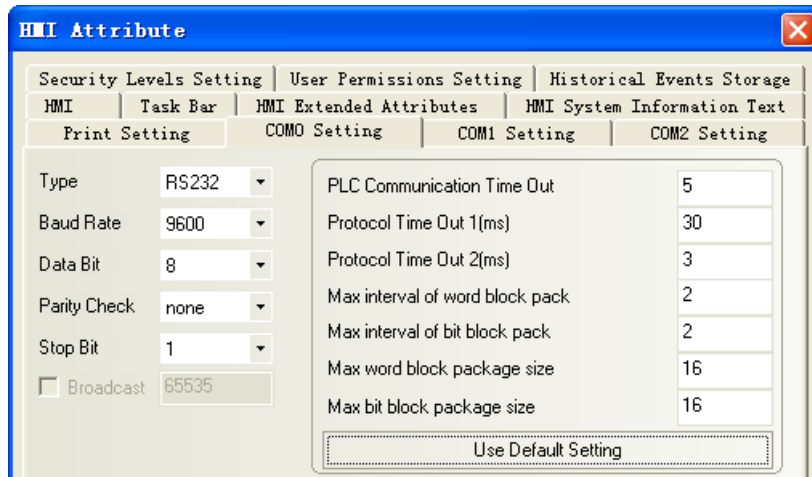 HMI Attribute
Security Levels Setting User Permissions Setting Historical Events Storage
HMI Task Bar HMI Extended Attributes HMI System Information Text
Print Setting COM0 Setting COM1 Setting COM2 Setting
Type RS232
Baud Rate 9600
Data Bit 8
Parity Check none
Stop Bit 1
Broadcast 65535
PLC Communication Time Out 5
Protocol Time Out 1(ms) 30
Protocol Time Out 2(ms) 3
Max interval of word block pack 2
Max interval of bit block pack 2
Max word block package size 16
Max bit block package size 16
Use Default Setting